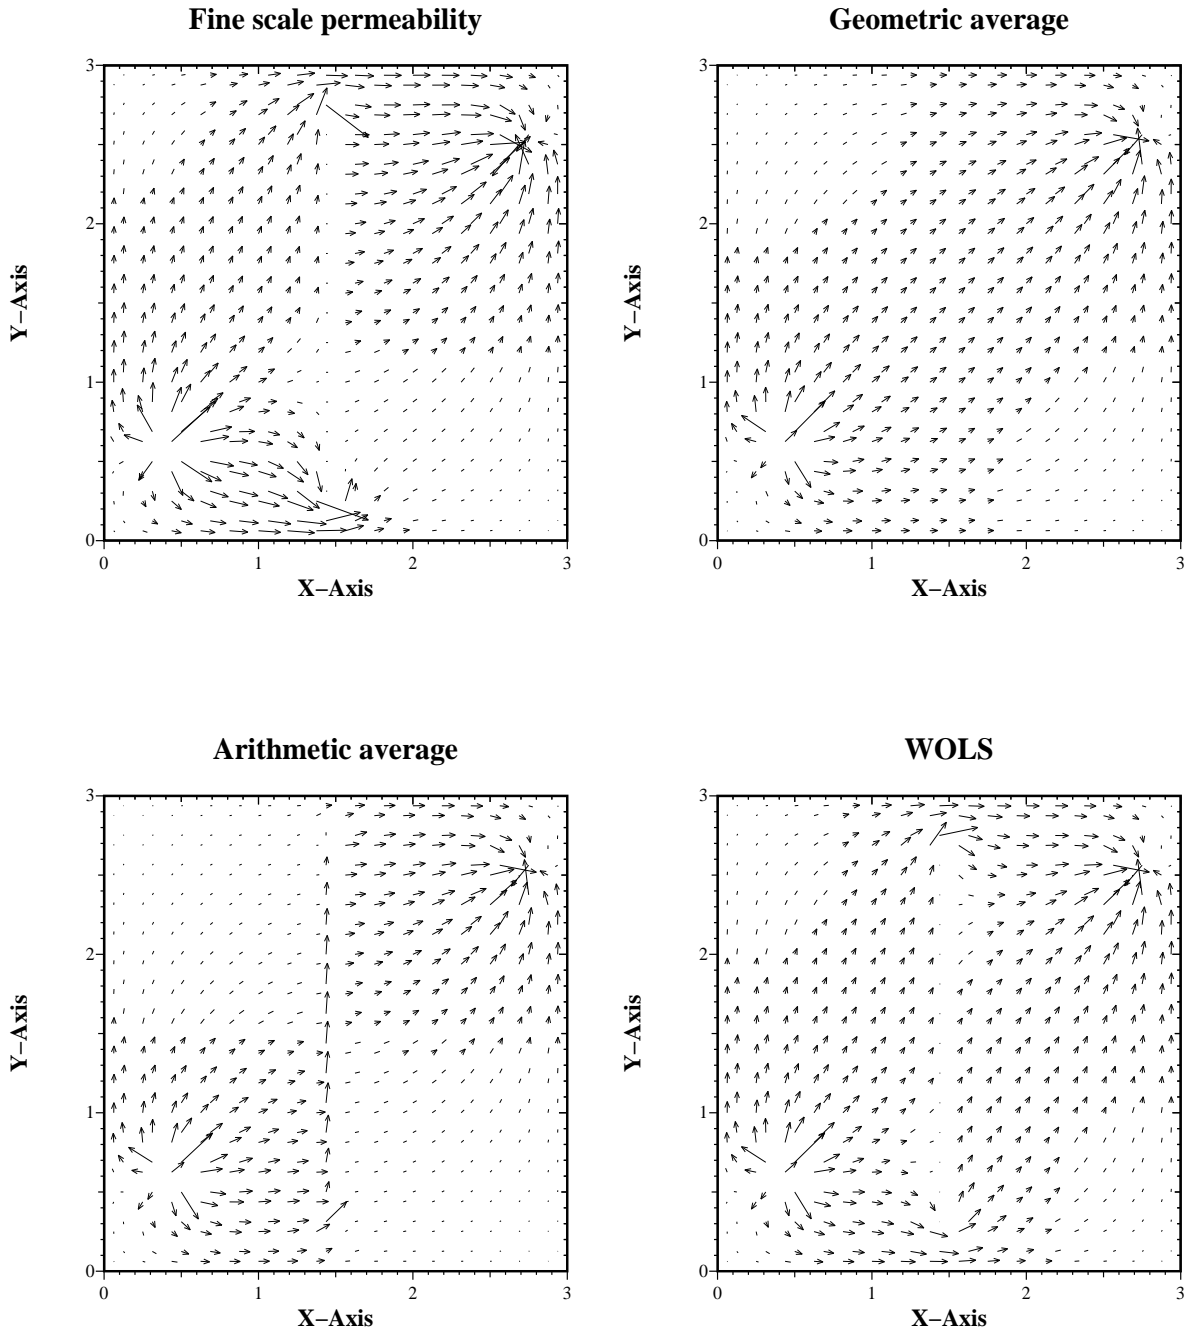 Fine scale permeability
Geometric average
3
2
1
0
Y–Axis
0 1 2 3
X–Axis
3
2
1
0
Y–Axis
0 1 2 3
X–Axis
Arithmetic average
WOLS
3
2
1
0
Y–Axis
0 1 2 3
X–Axis
3
2
1
0
Y–Axis
0 1 2 3
X–Axis